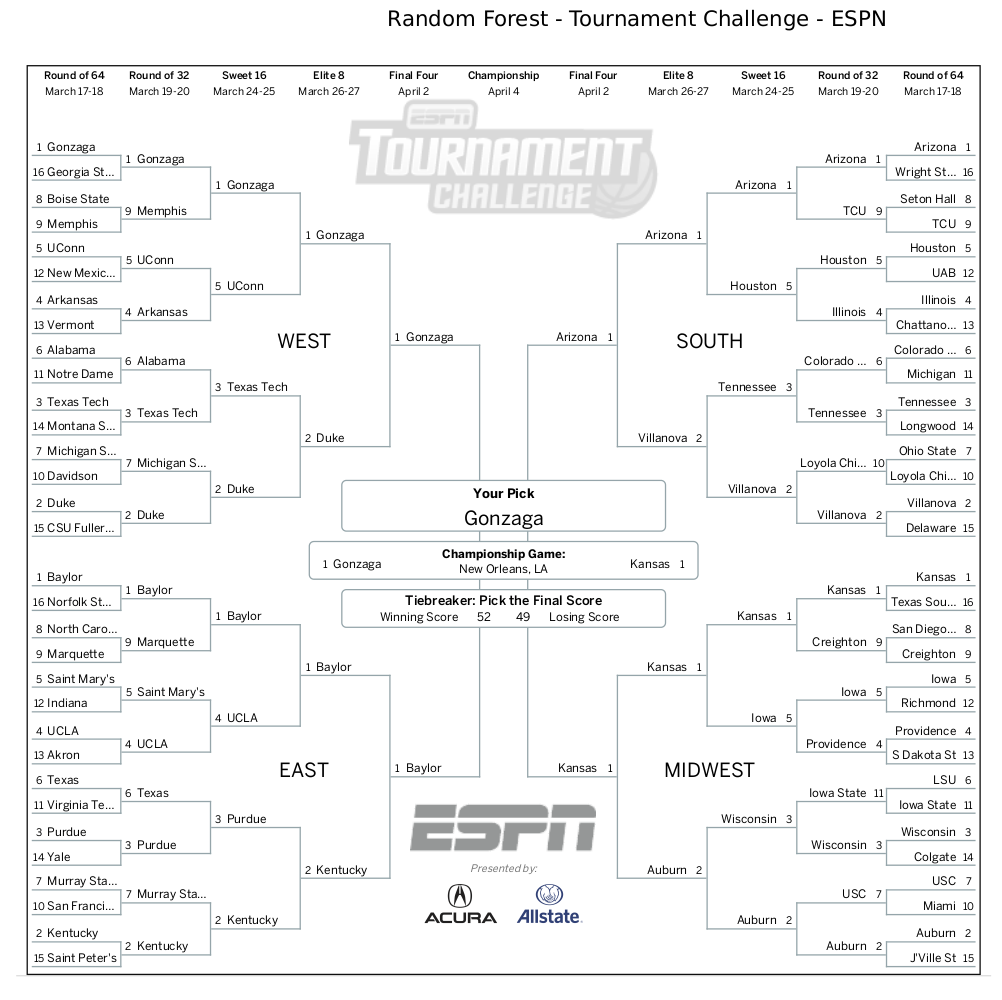 Random Forest - Tournament Challenge - ESPN
Round of 64 Round of 32 Sweet 16 Elite 8 Final Four Championship Final Four Elite 8 Sweet 16 Round of 32 Round of 64
March 17-18 March 19-20 March 24-25 March 26-27 April 2 April 4 April 2 March 26-27 March 24-25 March 19-20 March 17-18
ESPN
TOURNAMENT
CHALLENGE
1 Gonzaga
1 Gonzaga
16 Georgia St...
1 Gonzaga
8 Boise State
9 Memphis
9 Memphis
1 Gonzaga
5 UConn
5 UConn
12 New Mexic...
5 UConn
4 Arkansas
4 Arkansas
13 Vermont
WEST
1 Gonzaga
6 Alabama
6 Alabama
11 Notre Dame
3 Texas Tech
3 Texas Tech
3 Texas Tech
14 Montana S...
2 Duke
7 Michigan S...
7 Michigan S...
10 Davidson
2 Duke
2 Duke
2 Duke
15 CSU Fuller...
Arizona 1
Arizona 1
Wright St... 16
Arizona 1
Seton Hall 8
TCU 9
TCU 9
Arizona 1
Houston 5
Houston 5
UAB 12
Houston 5
Illinois 4
Illinois 4
Chattano... 13
SOUTH
Arizona 1
Colorado ... 6
Colorado ... 6
Michigan 11
Tennessee 3
Tennessee 3
Tennessee 3
Longwood 14
Villanova 2
Ohio State 7
Loyola Chi... 10
Loyola Chi... 10
Villanova 2
Villanova 2
Villanova 2
Delaware 15
Your Pick
Gonzaga
Championship Game:
1 Gonzaga New Orleans, LA Kansas 1
Tiebreaker: Pick the Final Score
Winning Score 52 49 Losing Score
1 Baylor
1 Baylor
16 Norfolk St...
1 Baylor
8 North Caro...
9 Marquette
9 Marquette
1 Baylor
5 Saint Mary's
5 Saint Mary's
12 Indiana
4 UCLA
4 UCLA
4 UCLA
13 Akron
EAST
1 Baylor
6 Texas
6 Texas
11 Virginia Te...
3 Purdue
3 Purdue
3 Purdue
14 Yale
2 Kentucky
7 Murray Sta...
7 Murray Sta...
10 San Franci...
2 Kentucky
2 Kentucky
2 Kentucky
15 Saint Peter's
Kansas 1
Kansas 1
Texas Sou... 16
Kansas 1
San Diego... 8
Creighton 9
Creighton 9
Kansas 1
Iowa 5
Iowa 5
Richmond 12
Iowa 5
Providence 4
Providence 4
S Dakota St 13
MIDWEST
Kansas 1
LSU 6
Iowa State 11
Iowa State 11
Wisconsin 3
Wisconsin 3
Wisconsin 3
Colgate 14
Auburn 2
USC 7
USC 7
Miami 10
Auburn 2
Auburn 2
Auburn 2
J'Ville St 15
ESPN
Presented by:
ACURA Allstate.